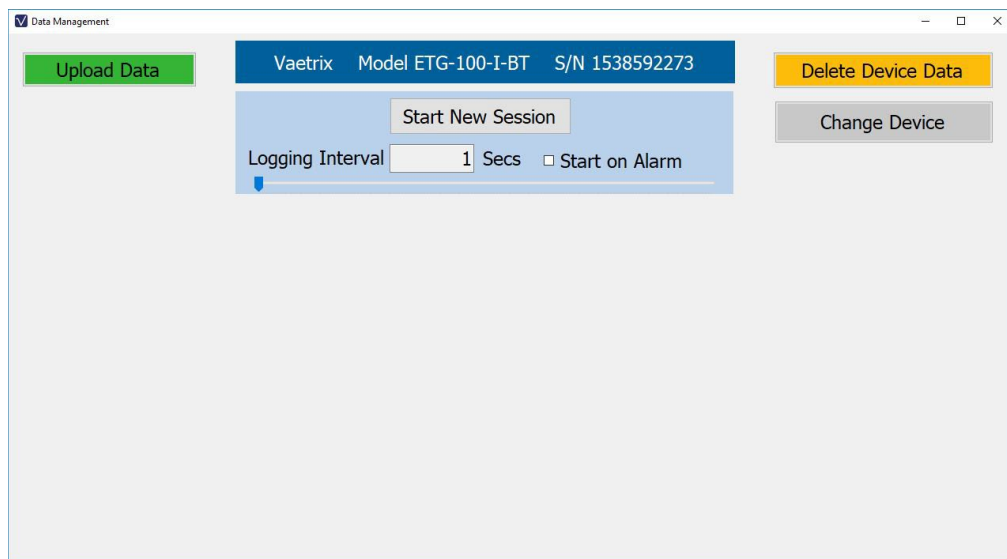 Data Management
Upload Data
Vaetrix Model ETG-100-I-BT S/N 1538592273
Delete Device Data
Start New Session
Change Device
Logging Interval 1 Secs Start on Alarm